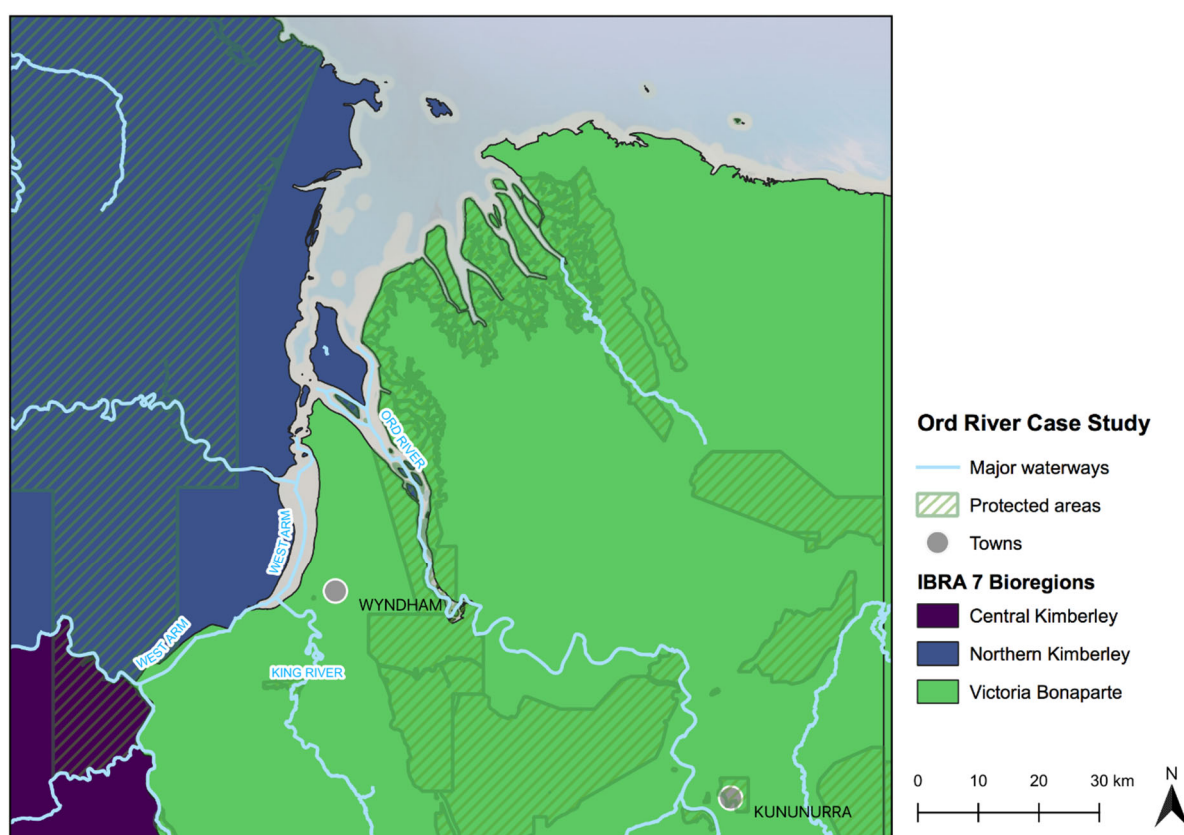 ORD RIVER
WEST ARM
WYNDHAM
WEST ARM
KING RIVER
KUNUNURRA
Ord River Case Study
Major waterways
Protected areas
Towns
IBRA 7 Bioregions
Central Kimberley
Northern Kimberley
Victoria Bonaparte
0 10 20 30 km
N